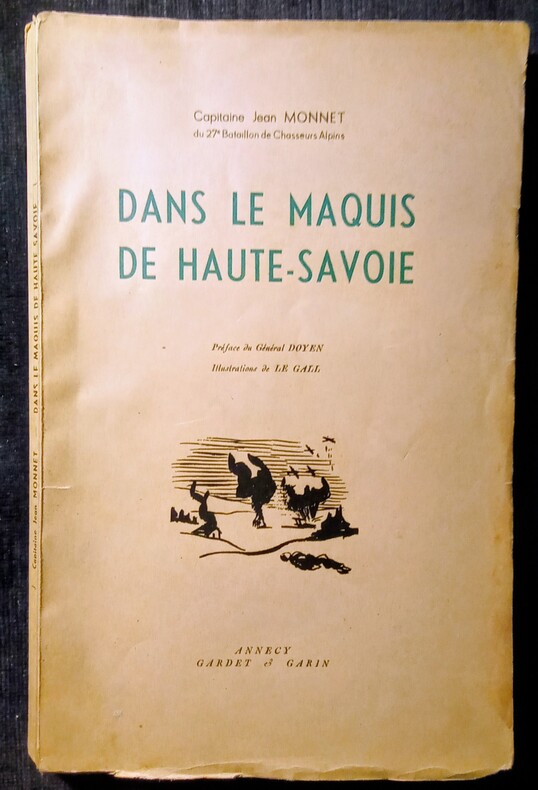 Capitaine Jean MONNET
du 27e Bataillon de Chasseurs Alpins
DANS LE MAQUIS
DE HAUTE-SAVOIE
Préface du Général DOYEN
Illustrations de LE GALL
ANNECY
GARDET & GARIN
Capitaine Jean MONNET DANS LE MAQUIS DE HAUTE-SAVOIE